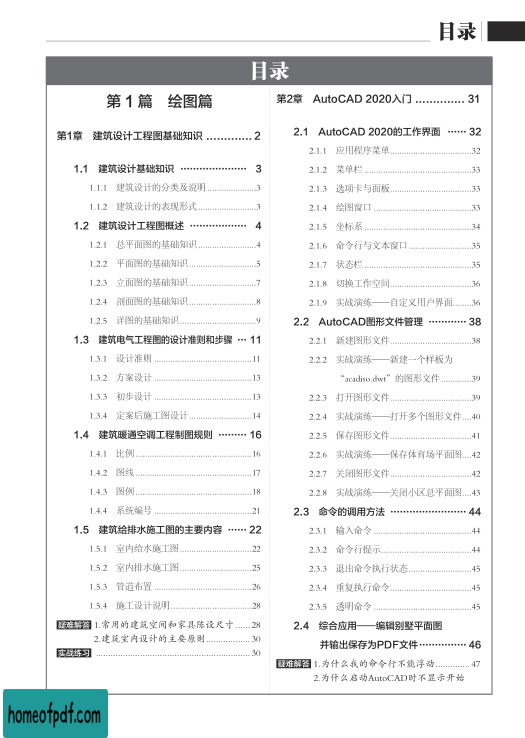 目录
目录
第 1 篇 绘图篇
第1章 建筑设计工程图基础知识 ............. 2
1.1 建筑设计基础知识 ..................... 3
1.1.1 建筑设计的分类及说明 .................. 3
1.1.2 建筑设计的表现形式 ..................... 3
1.2 建筑设计工程图概述 .................. 4
1.2.1 总平面图的基础知识 ..................... 4
1.2.2 平面图的基础知识 ........................ 5
1.2.3 立面图的基础知识 ........................ 7
1.2.4 剖面图的基础知识 ........................ 8
1.2.5 详图的基础知识 ........................... 9
1.3 建筑电气工程图的设计准则和步骤 ... 11
1.3.1 设计准则 ................................... 11
1.3.2 方案设计 ................................... 13
1.3.3 初步设计 ................................... 13
1.3.4 定案后施工图设计 ....................... 14
1.4 建筑暖通空调工程制图规则 ......... 16
1.4.1 比例 ......................................... 16
1.4.2 图线 ......................................... 17
1.4.3 图例 ......................................... 18
1.4.4 系统编号 ................................... 21
1.5 建筑给排水施工图的主要内容 ...... 22
1.5.1 室内给水施工图 .......................... 22
1.5.2 室内排水施工图 .......................... 25
1.5.3 管道布置 ................................... 26
1.5.4 施工设计说明 ............................. 28
疑难解答 1.常用的建筑空间和家具陈设尺寸 ...... 28
2.建筑室内设计的主要原则 ................ 30
实战练习 ...................................................... 30
第2章 AutoCAD 2020入门 .............. 31
2.1 AutoCAD 2020的工作界面 ...... 32
2.1.1 应用程序菜单 ............................. 32
2.1.2 菜单栏 ...................................... 33
2.1.3 选项卡与面板 ............................. 33
2.1.4 绘图窗口 ................................... 33
2.1.5 坐标系 ...................................... 34
2.1.6 命令行与文本窗口 ....................... 35
2.1.7 状态栏 ...................................... 35
2.1.8 切换工作空间 ............................. 36
2.1.9 实战演练——自定义用户界面 ....... 36
2.2 AutoCAD图形文件管理 ............ 38
2.2.1 新建图形文件 ............................. 38
2.2.2 实战演练——新建一个样板为
“acadiso.dwt”的图形文件 ............. 39
2.2.3 打开图形文件 ............................. 39
2.2.4 实战演练——打开多个图形文件 .... 40
2.2.5 保存图形文件 ............................. 41
2.2.6 实战演练——保存体育场平面图 .... 42
2.2.7 关闭图形文件 ............................. 42
2.2.8 实战演练——关闭小区总平面图 .... 43
2.3 命令的调用方法 ........................ 44
2.3.1 输入命令 ................................... 44
2.3.2 命令行提示 ................................ 44
2.3.3 退出命令执行状态 ....................... 45
2.3.4 重复执行命令 ............................. 45
2.3.5 透明命令 ................................... 45
2.4 综合应用——编辑别墅平面图
并输出保存为PDF文件 ............... 46
疑难解答 1.为什么我的命令行不能浮动 .............. 47
2.为什么启动AutoCAD时不显示开始
homeofpdf.com